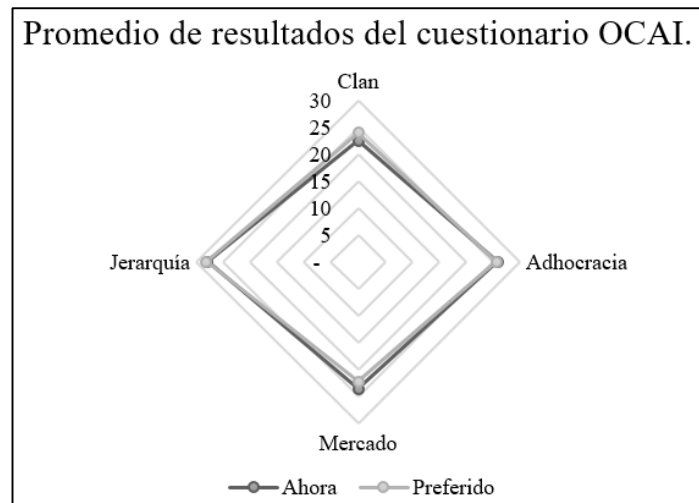 Promedio de resultados del cuestionario OCAI.
Clan
30
25
20
15
10
5
-
Jerarquía
Adhocracia
Mercado
Ahora
Preferido